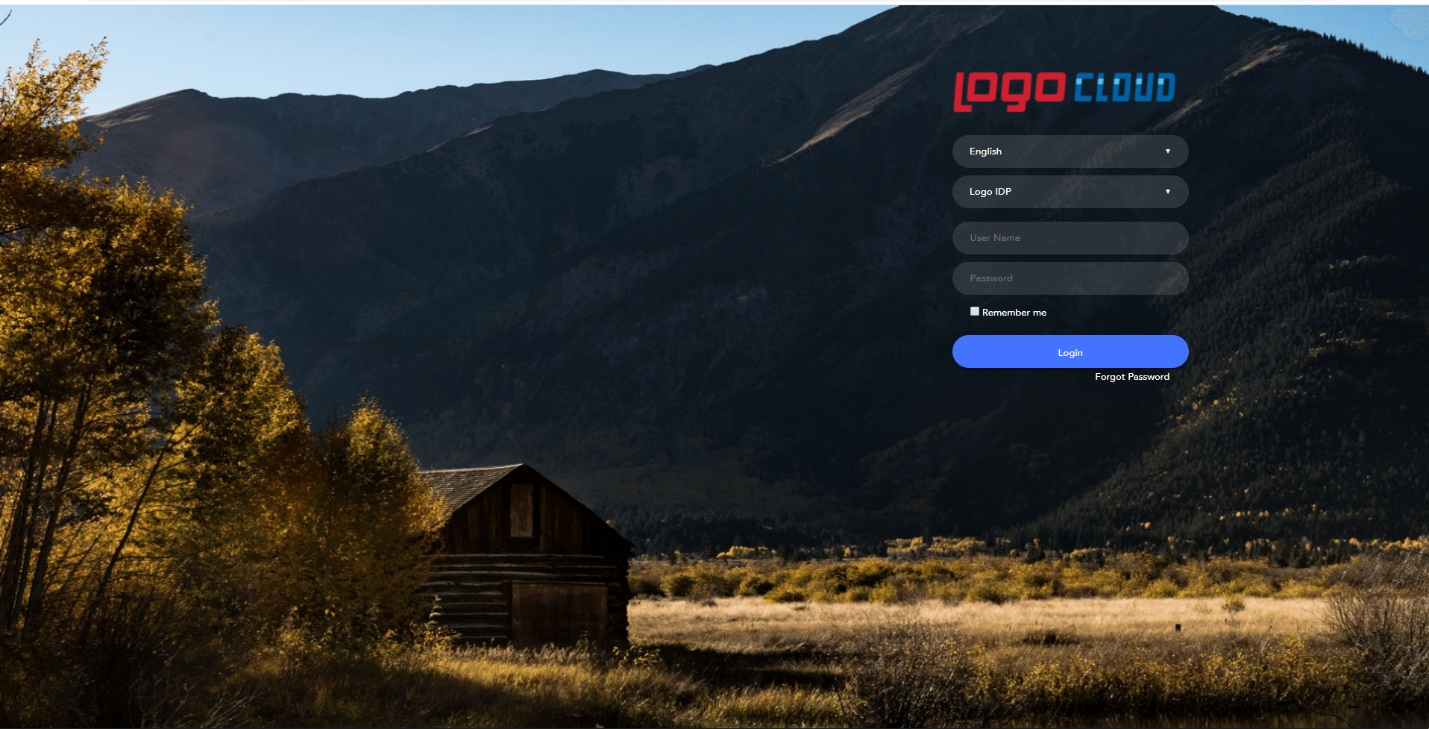 LOGO CLOUD
English
Logo IDP
User Name
Password
Remember me
Login
Forgot Password